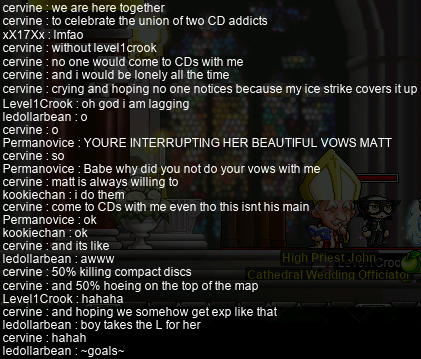 cervine : we are here together
cervine : to celebrate the union of two CD addicts
xX17Xx : lmfao
cervine : without level1crook
cervine : no one would come to CDs with me
cervine : and i would be lonely all the time
cervine : crying and hoping no one notices because my ice strike covers it up
Level1Crook : oh god i am lagging
ledollarbean : o
cervine : o
Permanovice : YOURE INTERRUPTING HER BEAUTIFUL VOWS MATT
cervine : so
Permanovice : Babe why did you not do your vows with me
cervine : matt is always willing to
kookiechan : i do them
cervine : come to CDs with me even tho this isnt his main
Permanovice : ok
kookiechan : ok
cervine : and its like
ledollarbean : awww
cervine : 50% killing compact discs
cervine : and 50% hoeing on the top of the map
Level1Crook : hahaha
cervine : and hoping we somehow get exp like that
ledollarbean : boy takes the L for her
cervine : hahah
ledollarbean : ~goals~
High Priest John
Cathedral Wedding Officiator